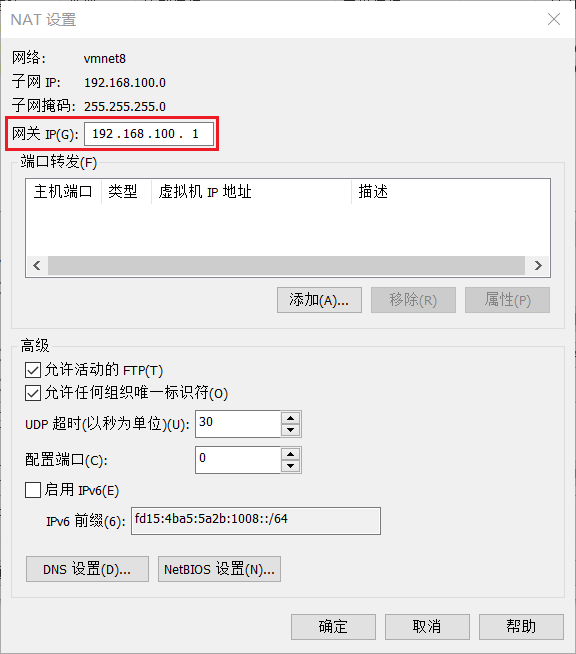 NAT 设置
网络: vmnet8
子网 IP: 192.168.100.0
子网掩码: 255.255.255.0
网关 IP(G): 192 . 168 . 100 . 1
端口转发(F)
主机端口 类型 虚拟机 IP 地址 描述
添加(A)... 移除(R) 属性(P)
高级
允许活动的 FTP(T)
允许任何组织唯一标识符(O)
UDP 超时(以秒为单位)(U): 30
配置端口(C): 0
启用 IPv6(E)
IPv6 前缀(6): fd15:4ba5:5a2b:1008::/64
DNS 设置(D)... NetBIOS 设置(N)...
确定 取消 帮助